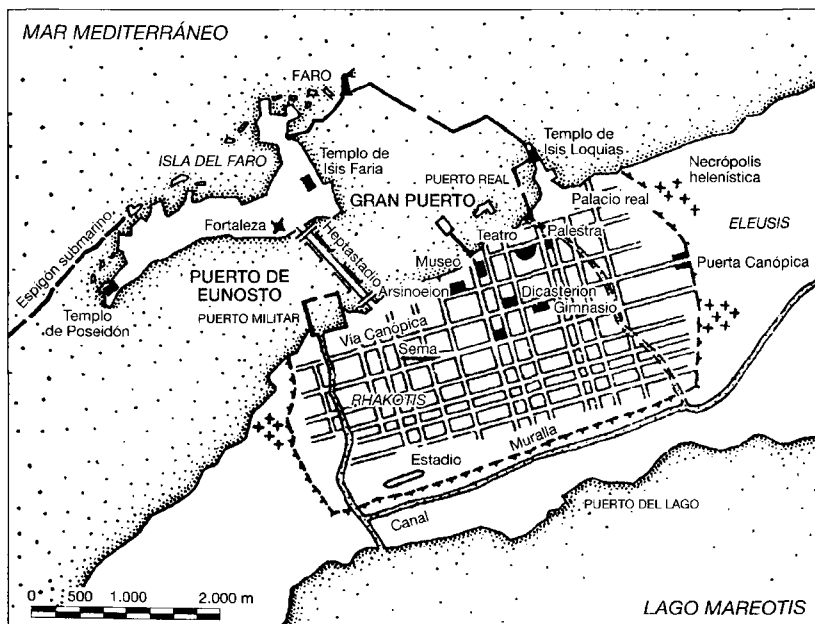 MAR MEDITERRÁNEO
FARO
ISLA DEL FARO
Templo de
Isis Faria
Templo de
Isis Loquias
PUERTO REAL
GRAN PUERTO
Palacio real
Necrópolis
helenística
ELEUSIS
Fortaleza
Heptastadio
Espigón submarino
Teatro
Palestra
Museo
Puerta Canópica
PUERTO DE
EUNOSTO
Templo
de Poseidón
PUERTO MILITAR
Arsinoeion
Dicasterion
Gimnasio
Vía Canópica
Sema
RHAKOTIS
Muralla
Estadio
Canal
PUERTO DEL LAGO
0 500 1.000 2.000 m
LAGO MAREOTIS